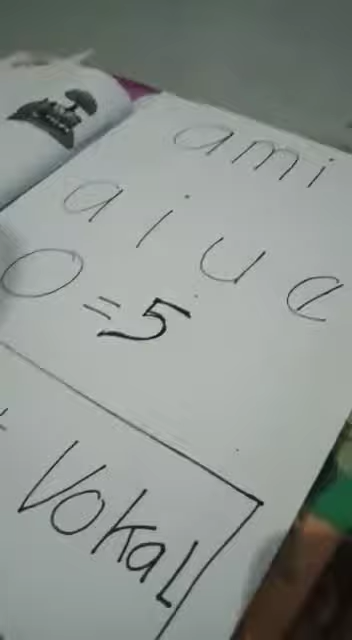 ami
a i u e
o = 5
Vokal